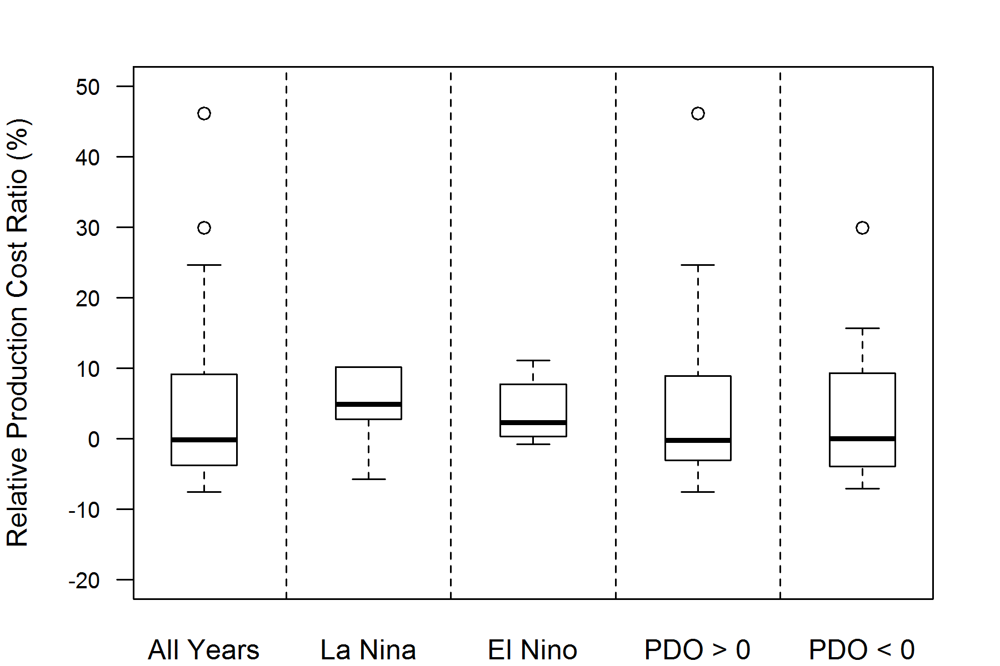 Relative Production Cost Ratio (%)
50
40
30
20
10
0
-10
-20
All Years
La Nina
El Nino
PDO > 0
PDO < 0